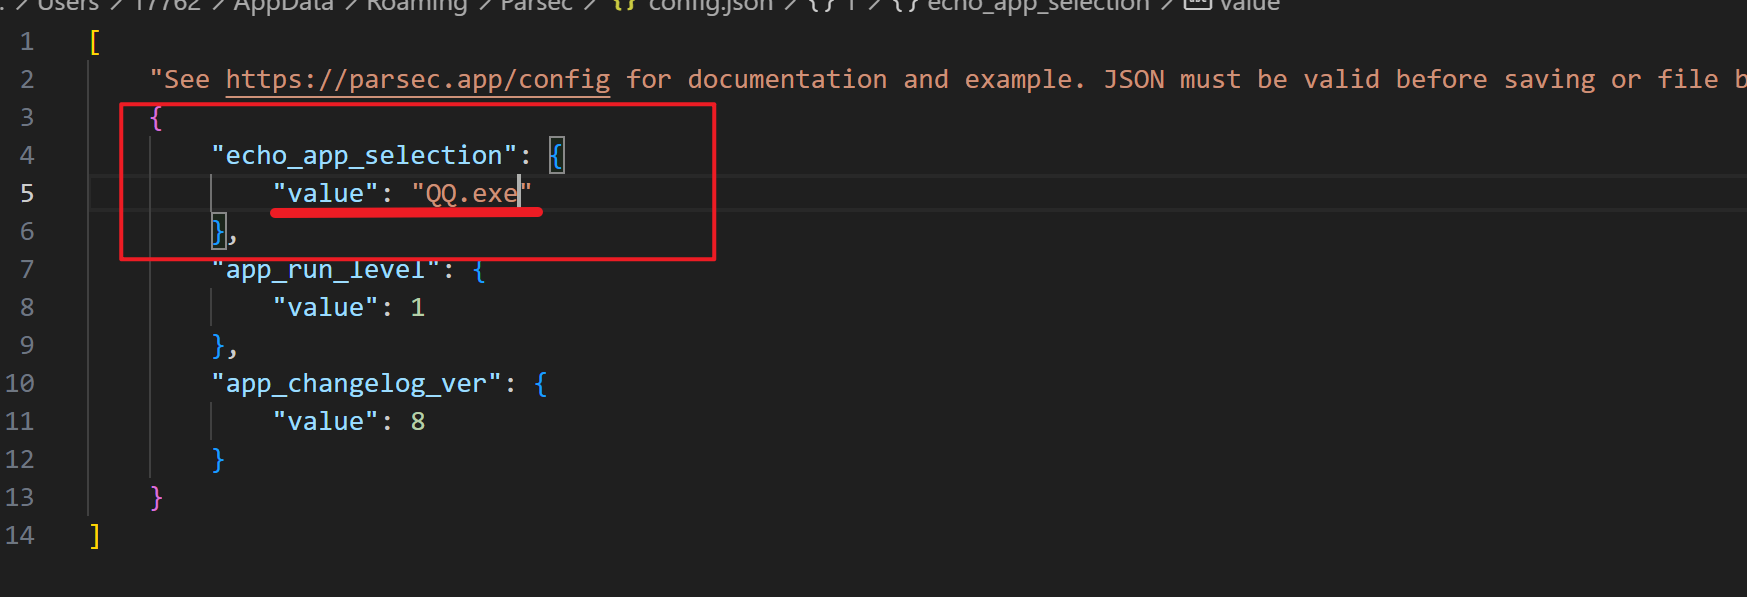 Users > 17762 > AppData > Roaming > Parsec > {} config.json > {} 1 > {} echo_app_selection > value
1 [
2 "See https://parsec.app/config for documentation and example. JSON must be valid before saving or file b
3 {
4 "echo_app_selection": {
5 "value": "QQ.exe"
6 },
7 "app_run_level": {
8 "value": 1
9 },
10 "app_changelog_ver": {
11 "value": 8
12 }
13 }
14 ]